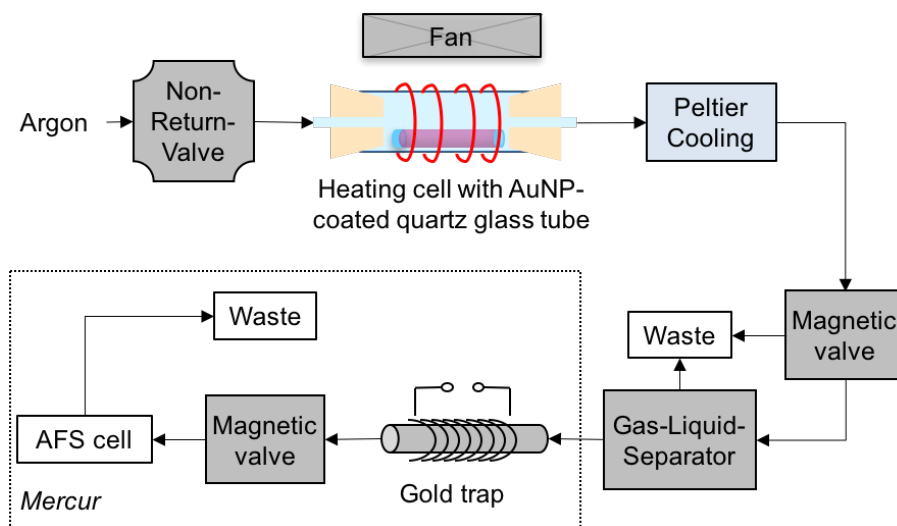 Fan
Argon
Non-
Return-
Valve
Peltier
Cooling
Heating cell with AuNP-
coated quartz glass tube
Waste
Waste
Magnetic
valve
AFS cell
Magnetic
valve
Gold trap
Gas-Liquid-
Separator
Mercur